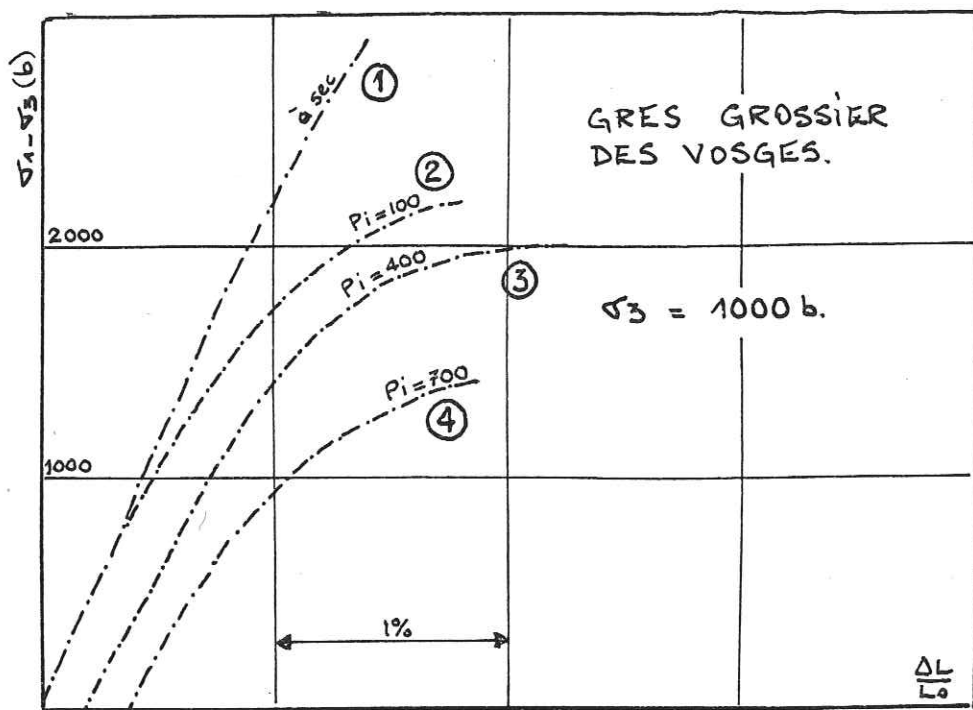 σ1-σ3 (b)
à sec
1
GRES GROSSIER
DES VOSGES.
2
Pi=100
2000
Pi=400
3
σ3 = 1000 b.
Pi=700
4
1000
1%
ΔL
Lo